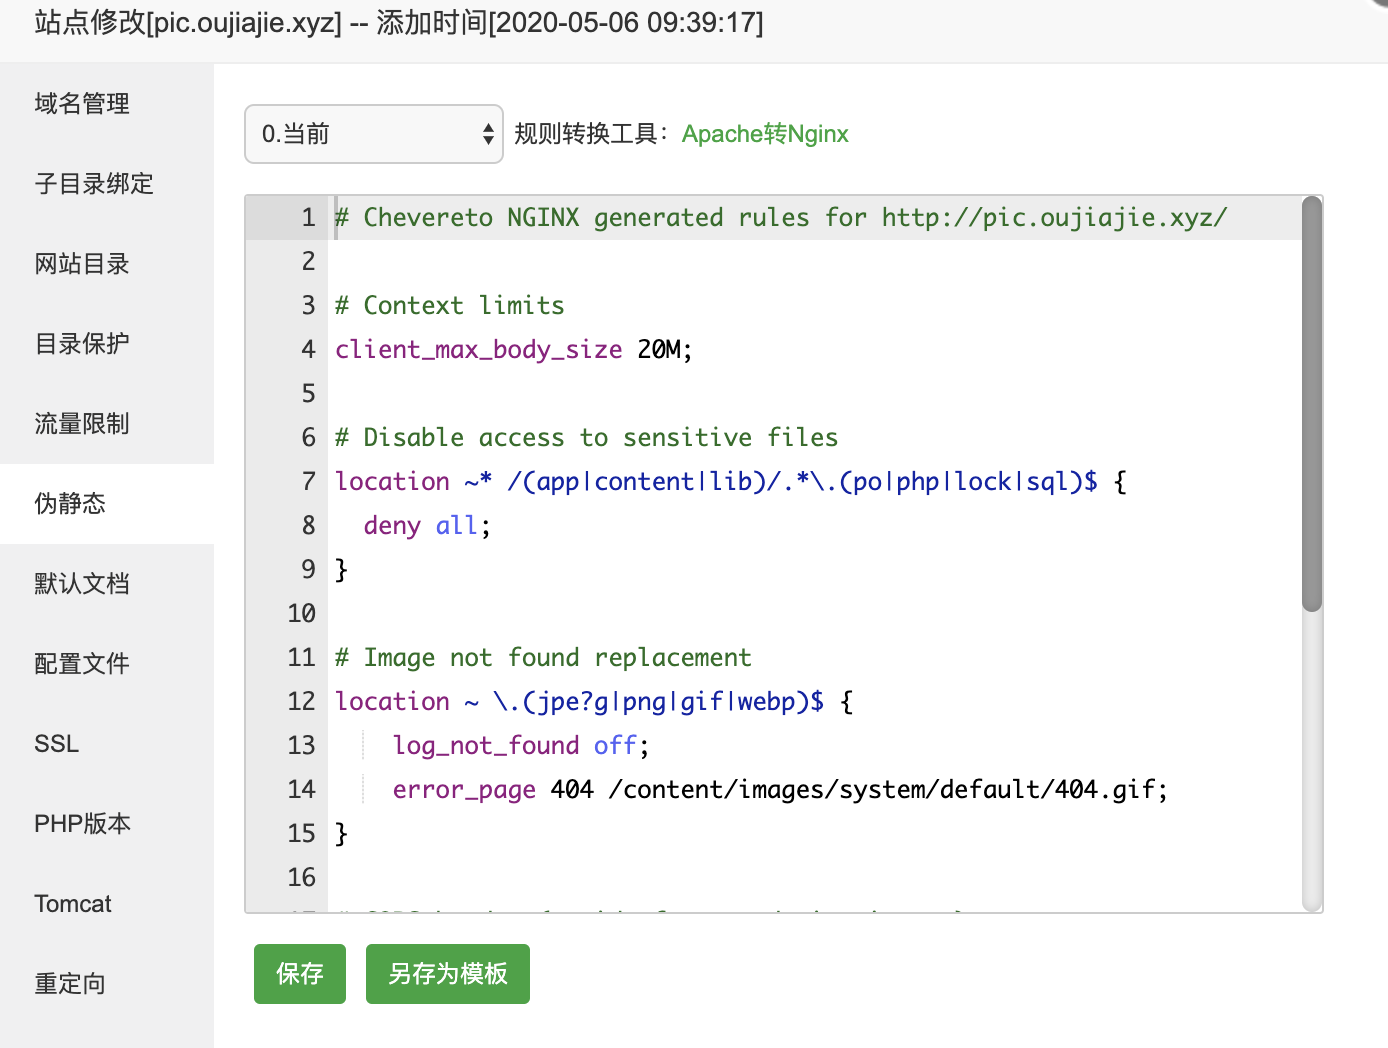 站点修改[pic.oujiajie.xyz] -- 添加时间[2020-05-06 09:39:17]
域名管理
子目录绑定
网站目录
目录保护
流量限制
伪静态
默认文档
配置文件
SSL
PHP版本
Tomcat
重定向
0.当前 规则转换工具：Apache转Nginx
1 # Chevereto NGINX generated rules for http://pic.oujiajie.xyz/
2
3 # Context limits
4 client_max_body_size 20M;
5
6 # Disable access to sensitive files
7 location ~* /(app|content|lib)/.*\.(po|php|lock|sql)$ {
8 deny all;
9 }
10
11 # Image not found replacement
12 location ~ \.(jpe?g|png|gif|webp)$ {
13 log_not_found off;
14 error_page 404 /content/images/system/default/404.gif;
15 }
16
保存 另存为模板